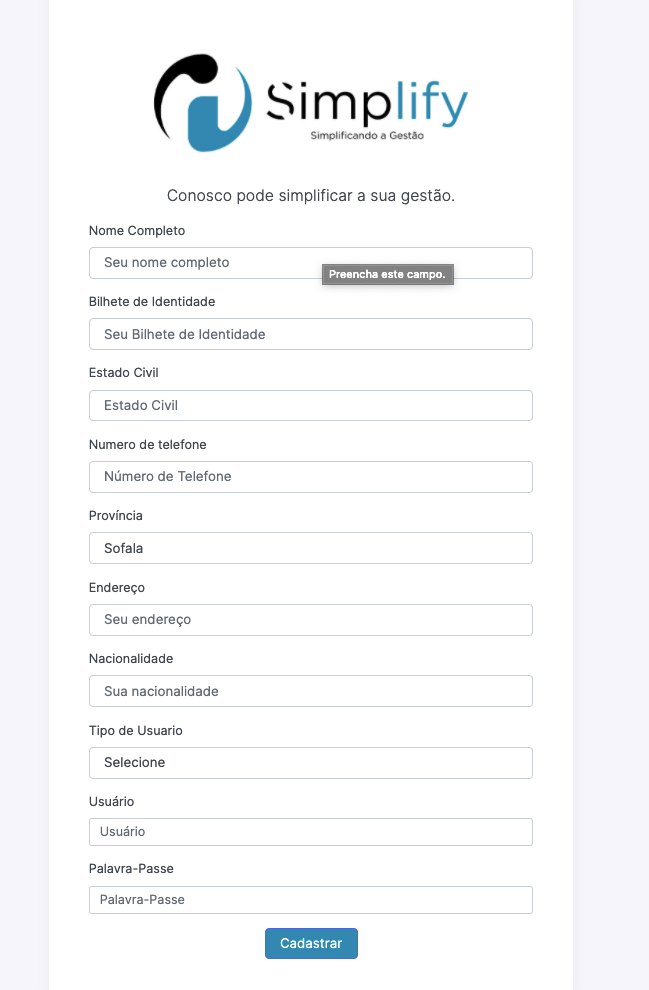 Simplify
Simplificando a Gestão
Conosco pode simplificar a sua gestão.
Nome Completo
Seu nome completo
Preencha este campo.
Bilhete de Identidade
Seu Bilhete de Identidade
Estado Civil
Estado Civil
Numero de telefone
Número de Telefone
Província
Sofala
Endereço
Seu endereço
Nacionalidade
Sua nacionalidade
Tipo de Usuario
Selecione
Usuário
Usuário
Palavra-Passe
Palavra-Passe
Cadastrar